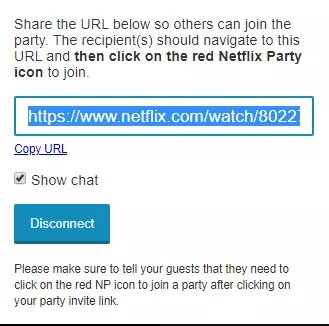 Share the URL below so others can join the
party. The recipient(s) should navigate to this
URL and then click on the red Netflix Party
icon to join.
https://www.netflix.com/watch/80227
Copy URL
Show chat
Disconnect
Please make sure to tell your guests that they need to
click on the red NP icon to join a party after clicking on
your party invite link.